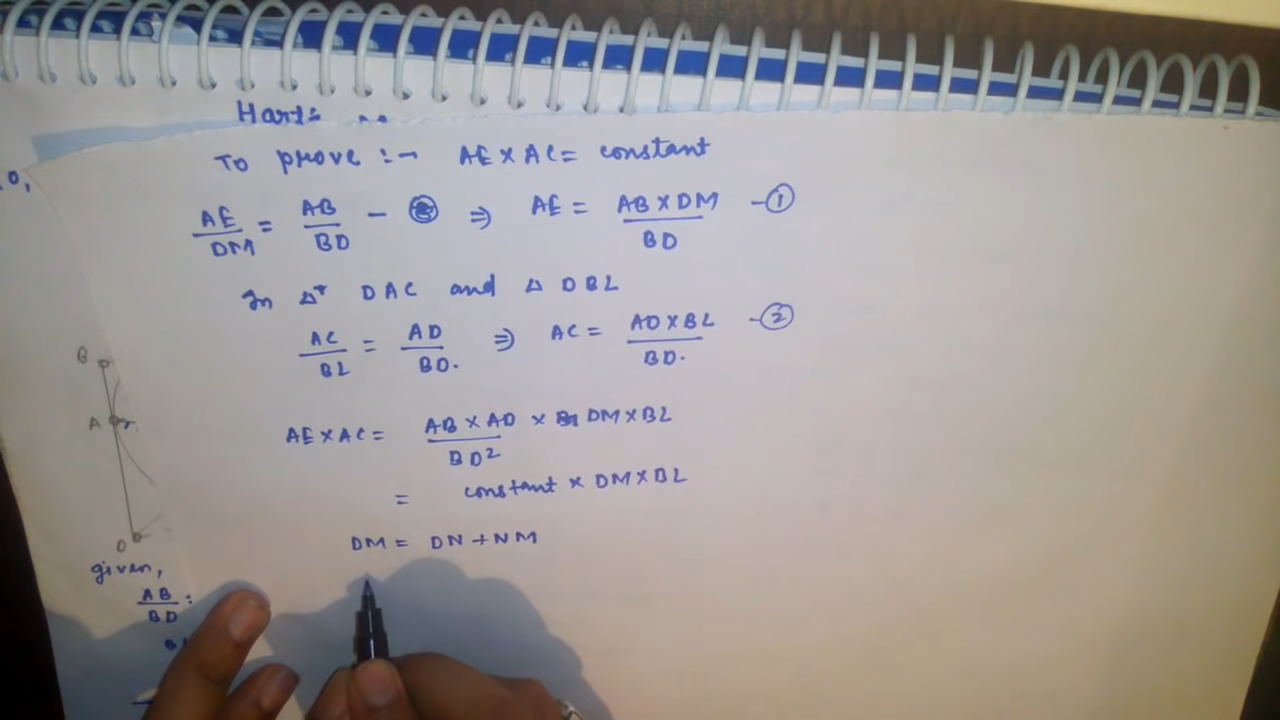 Hart's
0,
To prove :→ AE × AC = constant
AE/DM = AB/BD - ⇒ AE = AB × DM/BD -①
In Δ^r DAC and Δ DBL
AC/BL = AD/BD. ⇒ AC = AD × BL/BD. -②
B
A
AE × AC = AB × AD/BD² × DM × BL
= constant × DM × BL
D
DM = DN + NM
given,
AB/BD :